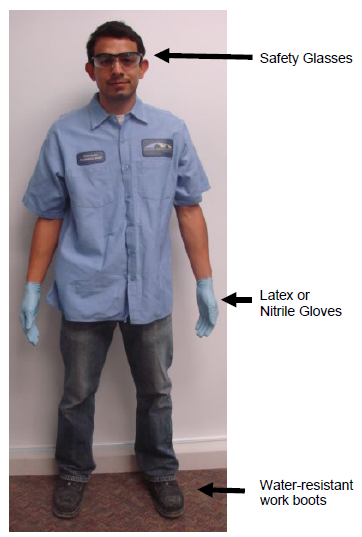 Safety Glasses
Latex or
Nitrile Gloves
Water-resistant
work boots